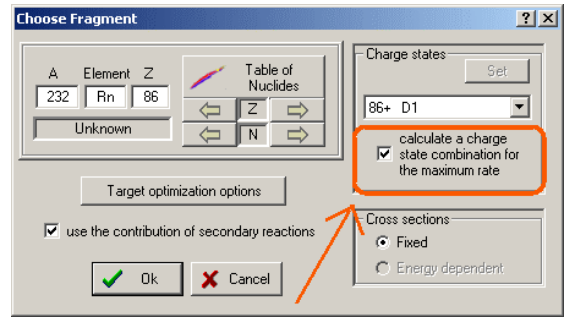 Choose Fragment
A Element Z
232 Rn 86
Unknown
Table of
Nuclides
Z
N
Target optimization options
use the contribution of secondary reactions
Ok
Cancel
Charge states
Set
86+ D1
calculate a charge
state combination for
the maximum rate
Cross sections
Fixed
Energy dependent